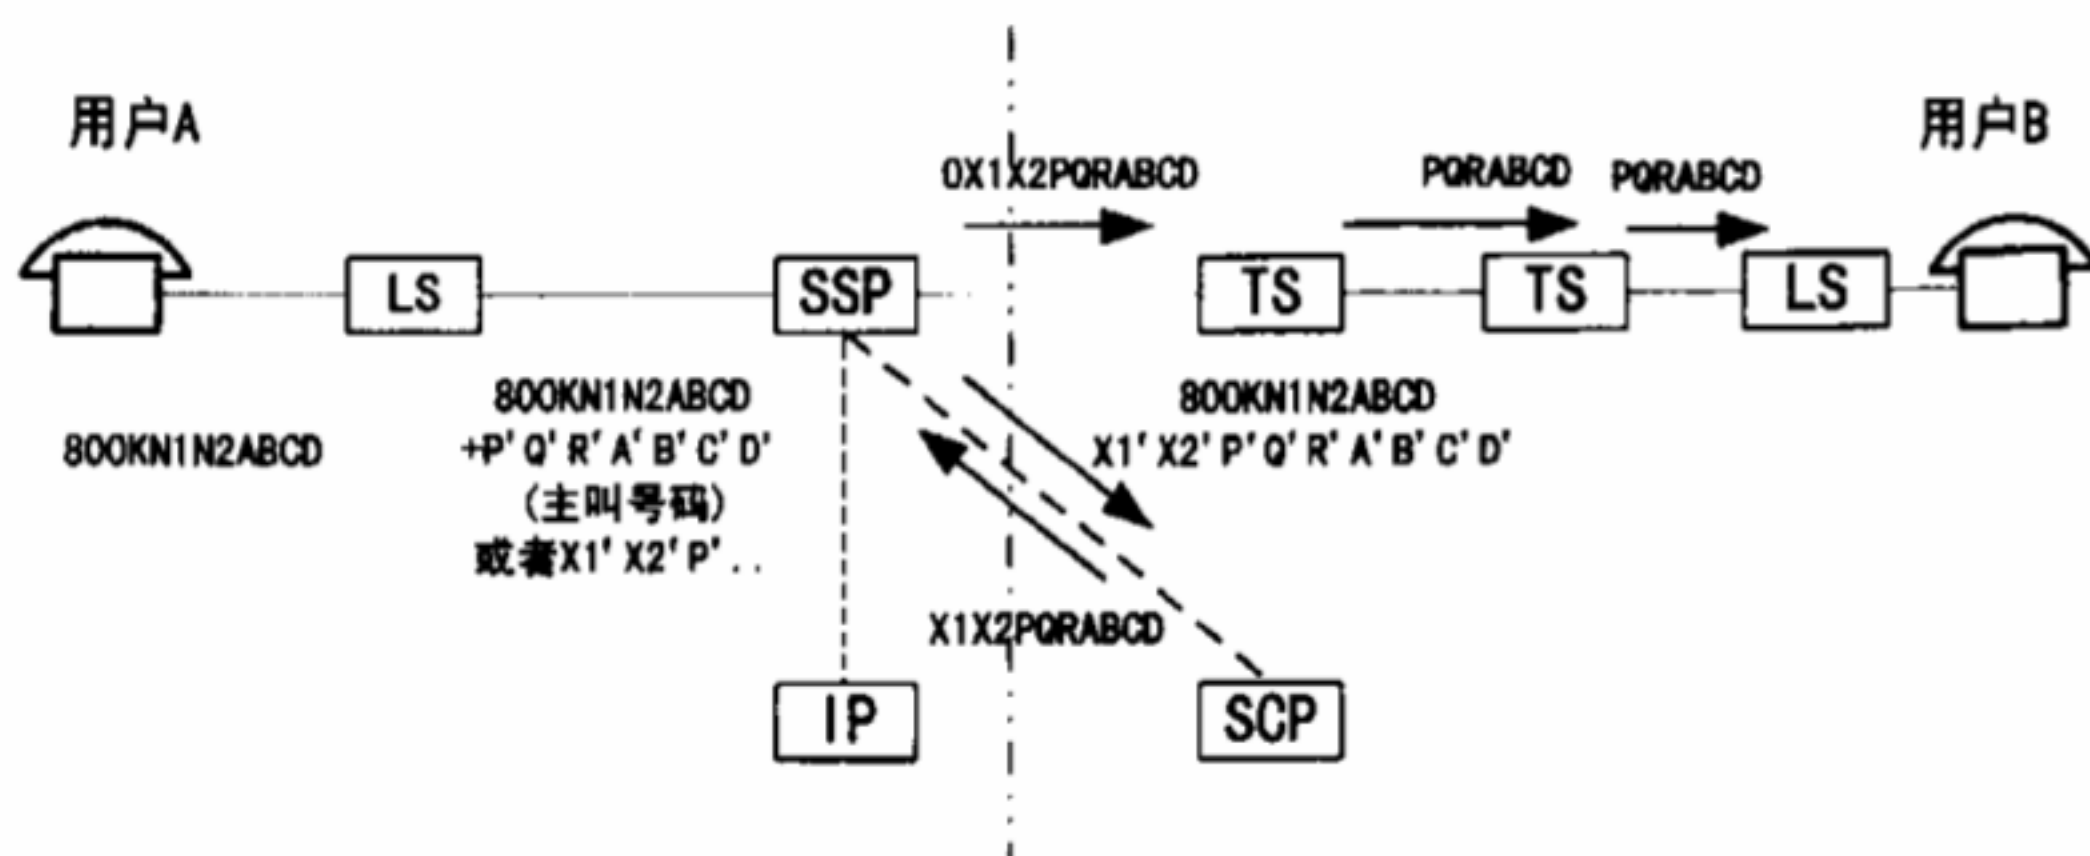 用户A
用户B
0X1X2PQRABCD
PQRABCD
PQRABCD
LS
SSP
TS
TS
LS
800KN1N2ABCD
800KN1N2ABCD
+P'Q'R'A'B'C'D'
(主叫号码)
或者X1'X2'P'..
800KN1N2ABCD
X1'X2'P'Q'R'A'B'C'D'
X1X2PQRABCD
IP
SCP